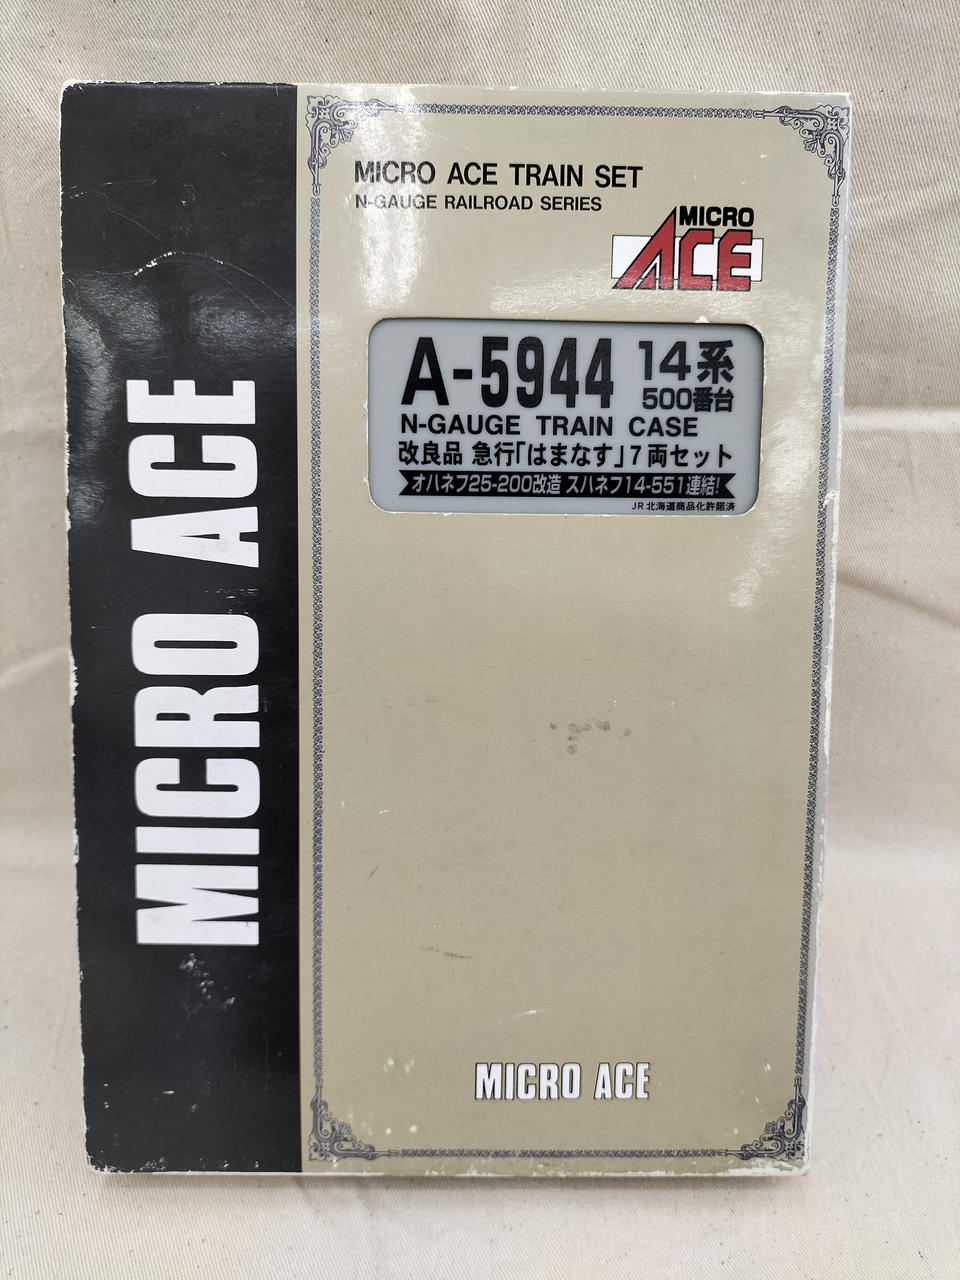 MICRO ACE
MICRO ACE TRAIN SET
N-GAUGE RAILROAD SERIES
MICRO
ACE
A-5944 14系
500番台
N-GAUGE TRAIN CASE
改良品 急行「はまなす」7両セット
オハネフ25-200改造 スハネフ14-551連結!
JR北海道商品化許諾済
MICRO ACE